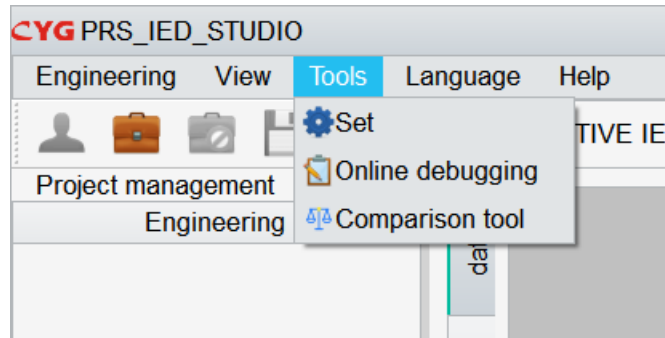 CYG PRS_IED_STUDIO
Engineering View Tools Language Help
Set
TIVE IE
Online debugging
Project management
Comparison tool
Engineering
dat